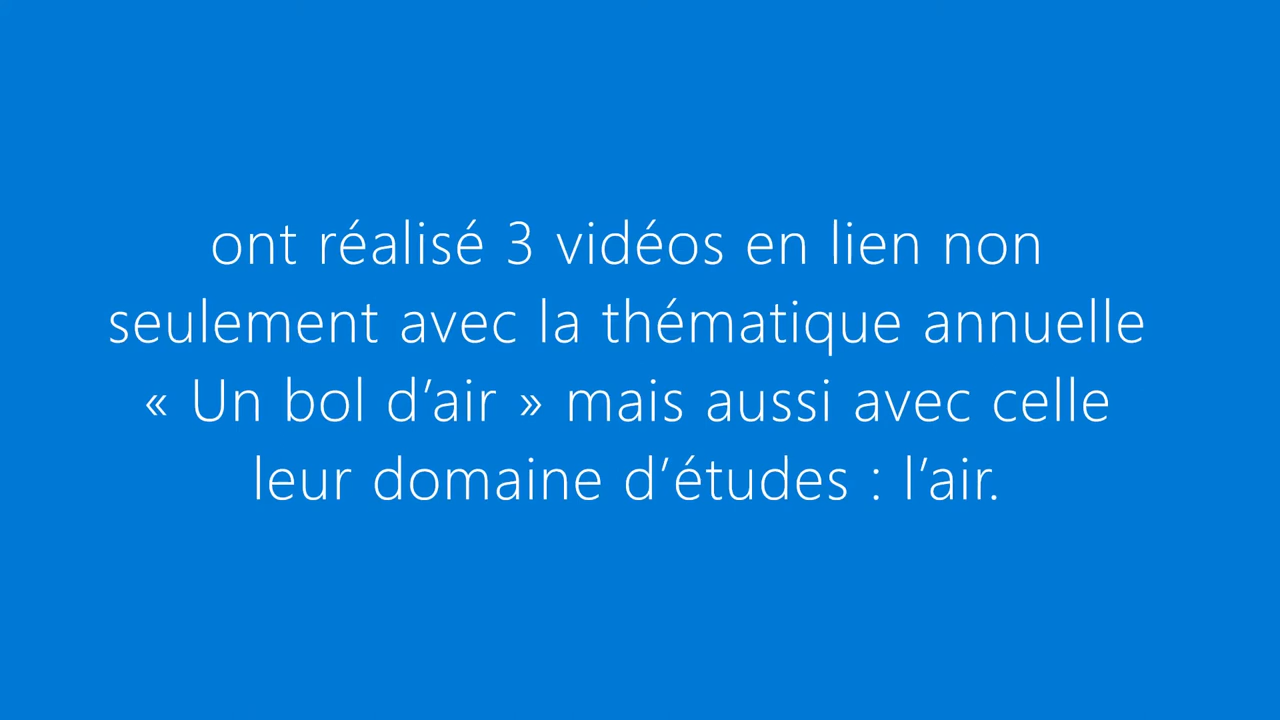 ont réalisé 3 vidéos en lien non
seulement avec la thématique annuelle
« Un bol d’air » mais aussi avec celle
leur domaine d’études : l’air.